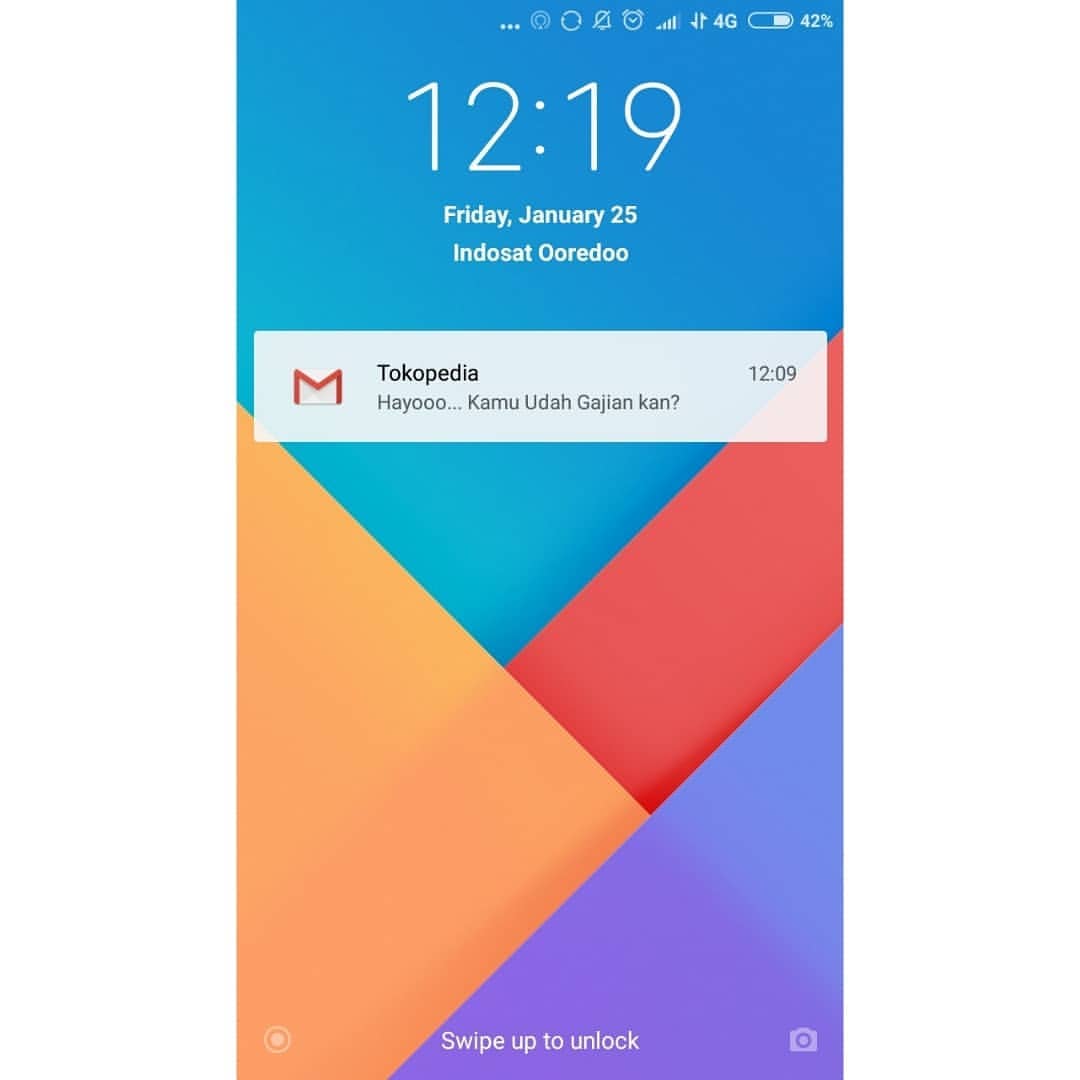 ... 4G 42%
12:19
Friday, January 25
Indosat Ooredoo
Tokopedia 12:09
Hayooo... Kamu Udah Gajian kan?
Swipe up to unlock